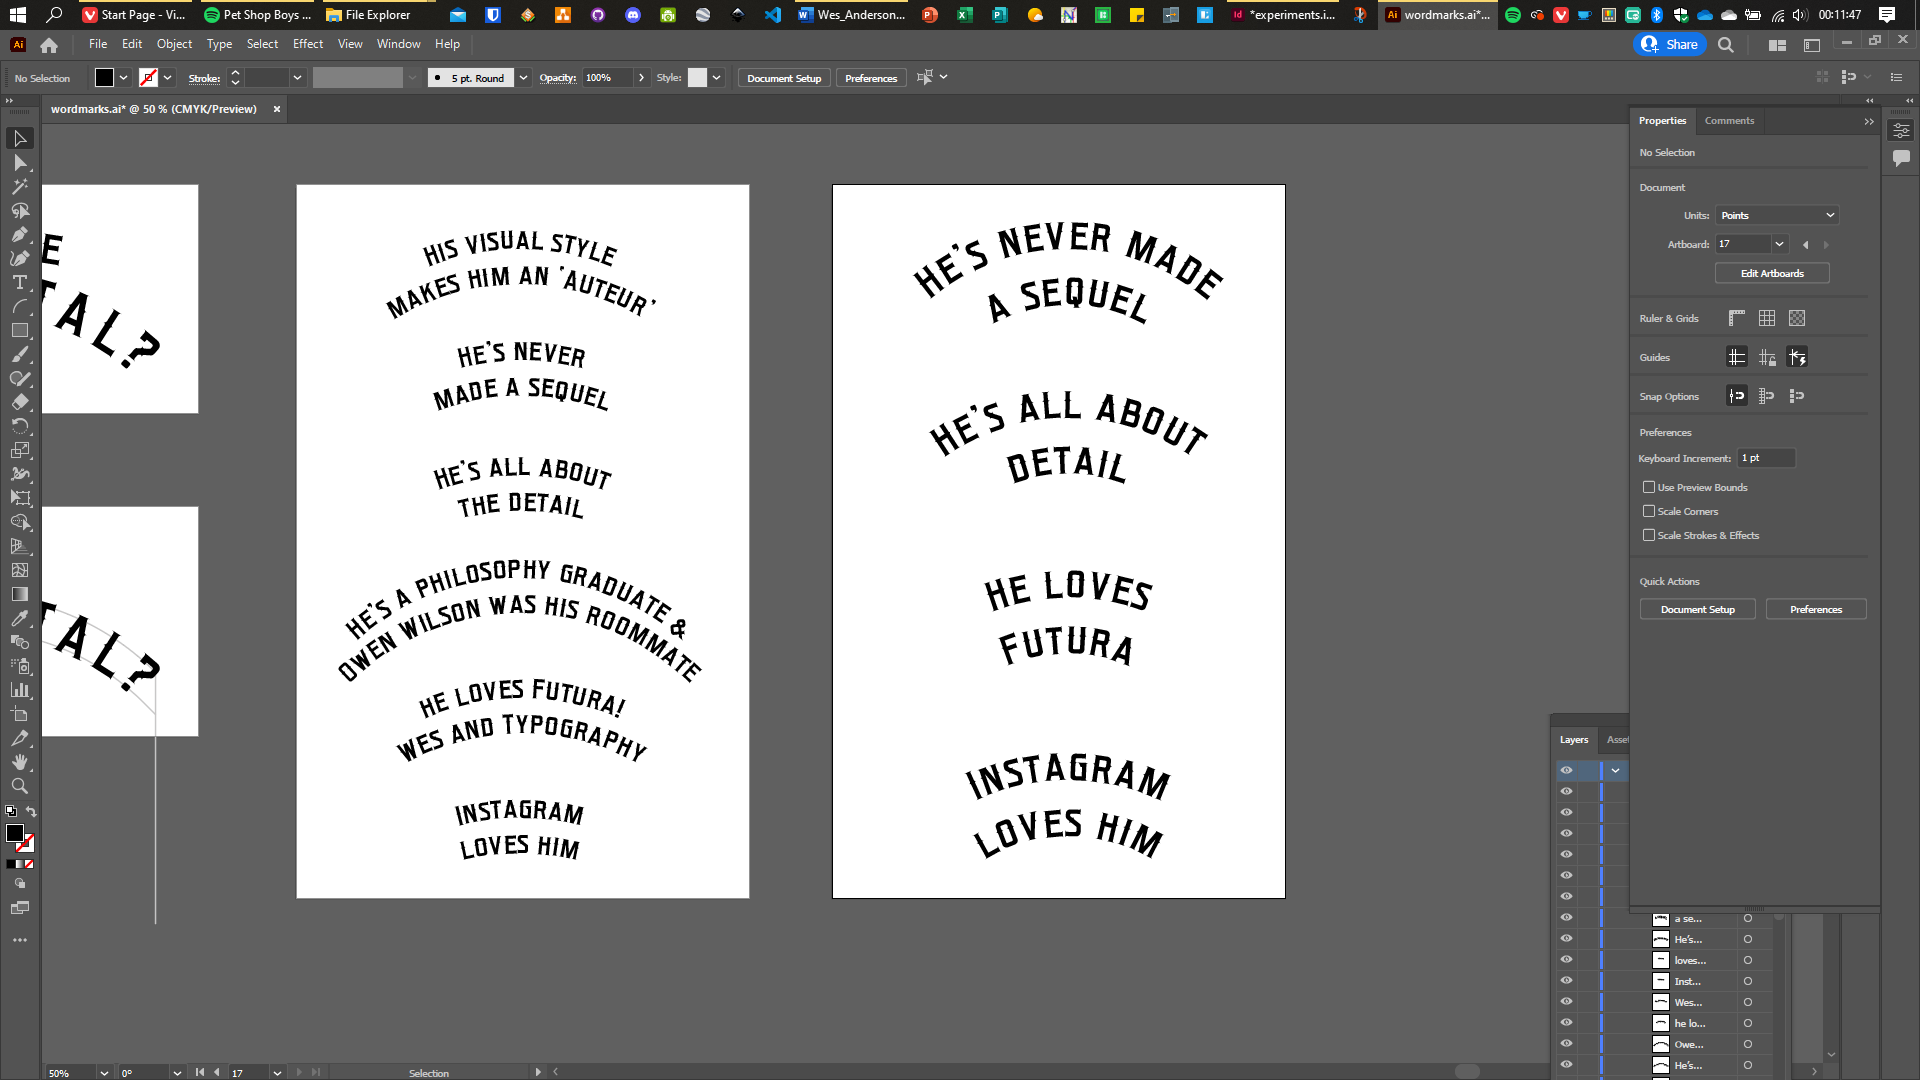 Start Page - Vi...
Pet Shop Boys ...
File Explorer
Wes_Anderson...
*experiments.i...
wordmarks.ai*...
00:11:47
File
Edit
Object
Type
Select
Effect
View
Window
Help
Share
No Selection
Stroke:
5 pt. Round
Opacity:
100%
Style:
Document Setup
Preferences
wordmarks.ai* @ 50 % (CMYK/Preview)
E
TAL?
TAL?
HIS VISUAL STYLE
MAKES HIM AN 'AUTEUR'
HE'S NEVER
MADE A SEQUEL
HE'S ALL ABOUT
THE DETAIL
HE'S A PHILOSOPHY GRADUATE &
OWEN WILSON WAS HIS ROOMMATE
HE LOVES FUTURA!
WES AND TYPOGRAPHY
INSTAGRAM
LOVES HIM
HE'S NEVER MADE
A SEQUEL
HE'S ALL ABOUT
DETAIL
HE LOVES
FUTURA
INSTAGRAM
LOVES HIM
Properties
Comments
No Selection
Document
Units:
Points
Artboard:
17
Edit Artboards
Ruler & Grids
Guides
Snap Options
Preferences
Keyboard Increment:
1 pt
Use Preview Bounds
Scale Corners
Scale Strokes & Effects
Quick Actions
Document Setup
Preferences
Layers
Asset
a se...
He's...
loves...
Inst...
Wes...
he lo...
Owe...
He's...
50%
0°
17
Selection